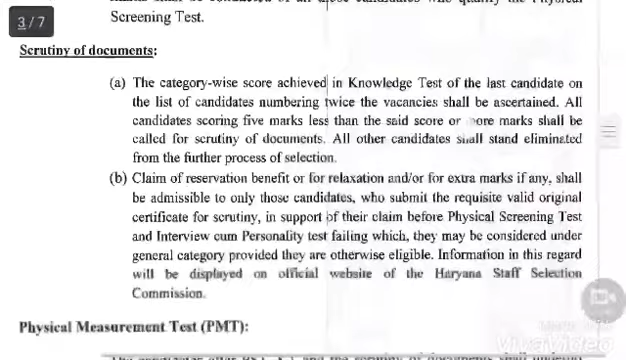 Screening Test.
3/7
Scrutiny of documents:
(a) The category-wise score achieved in Knowledge Test of the last candidate on
the list of candidates numbering twice the vacancies shall be ascertained. All
candidates scoring five marks less than the said score or more marks shall be
called for scrutiny of documents. All other candidates shall stand eliminated
from the further process of selection.
(b) Claim of reservation benefit or for relaxation and/or for extra marks if any, shall
be admissible to only those candidates, who submit the requisite valid original
certificate for scrutiny, in support of their claim before Physical Screening Test
and Interview cum Personality test failing which, they may be considered under
general category provided they are otherwise eligible. Information in this regard
will be displayed on official website of the Haryana Staff Selection
Commission.
Physical Measurement Test (PMT):
VivaVideo